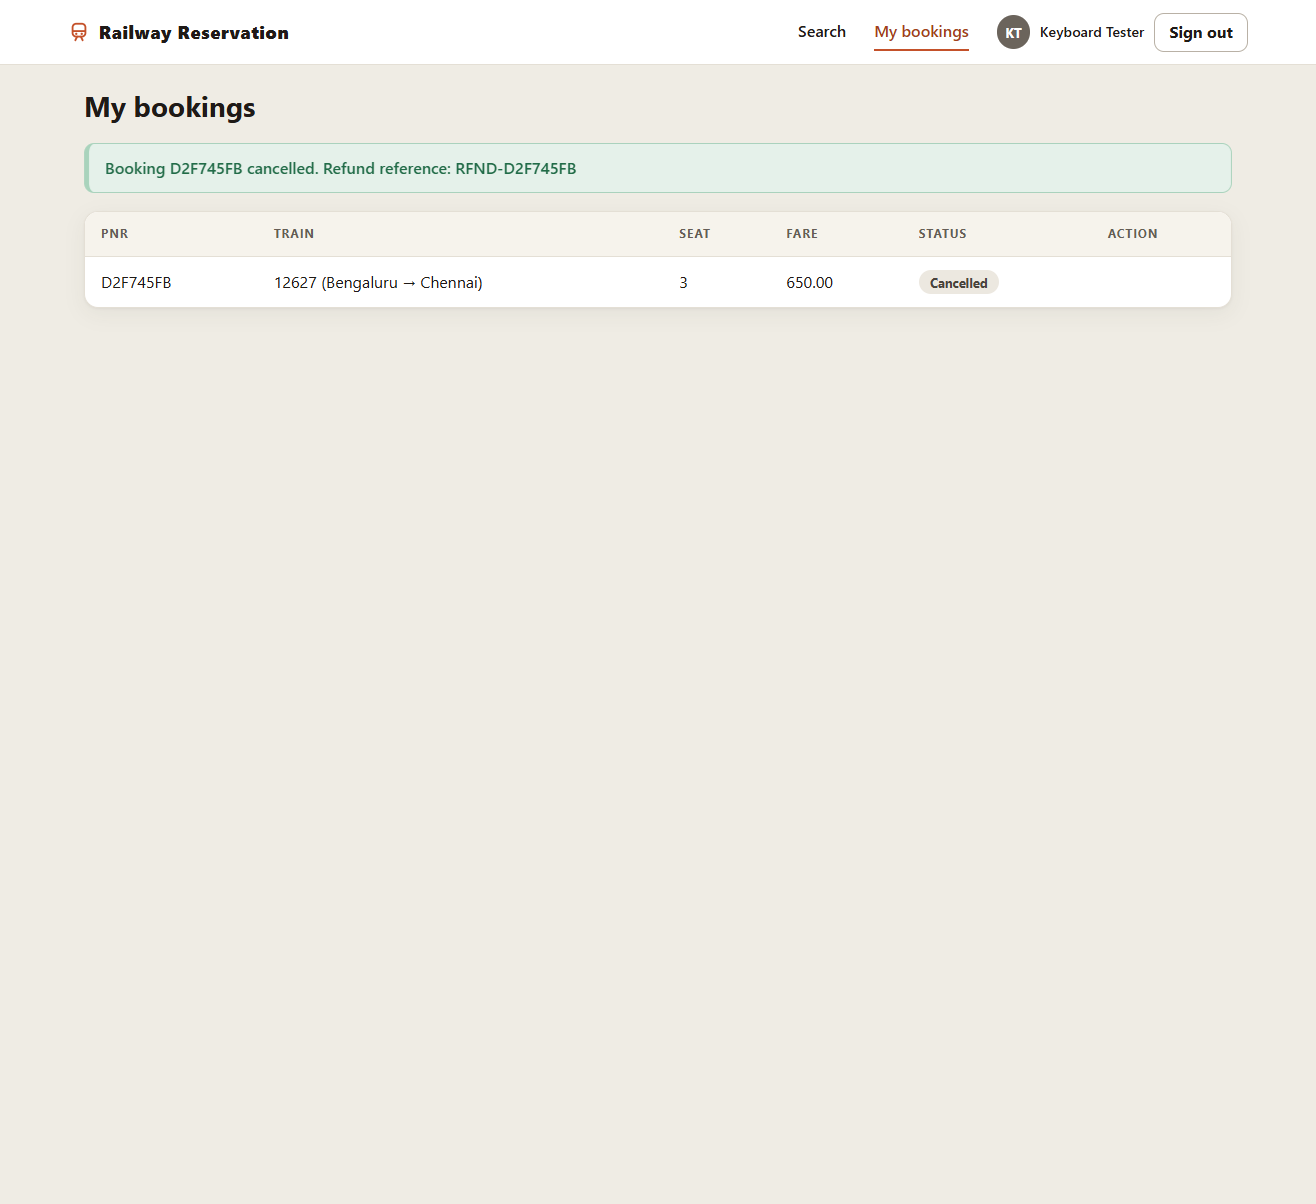 Railway Reservation
Search
My bookings
KT
Keyboard Tester
Sign out
My bookings
Booking D2F745FB cancelled. Refund reference: RFND-D2F745FB
PNR TRAIN SEAT FARE STATUS ACTION
D2F745FB 12627 (Bengaluru → Chennai) 3 650.00 Cancelled